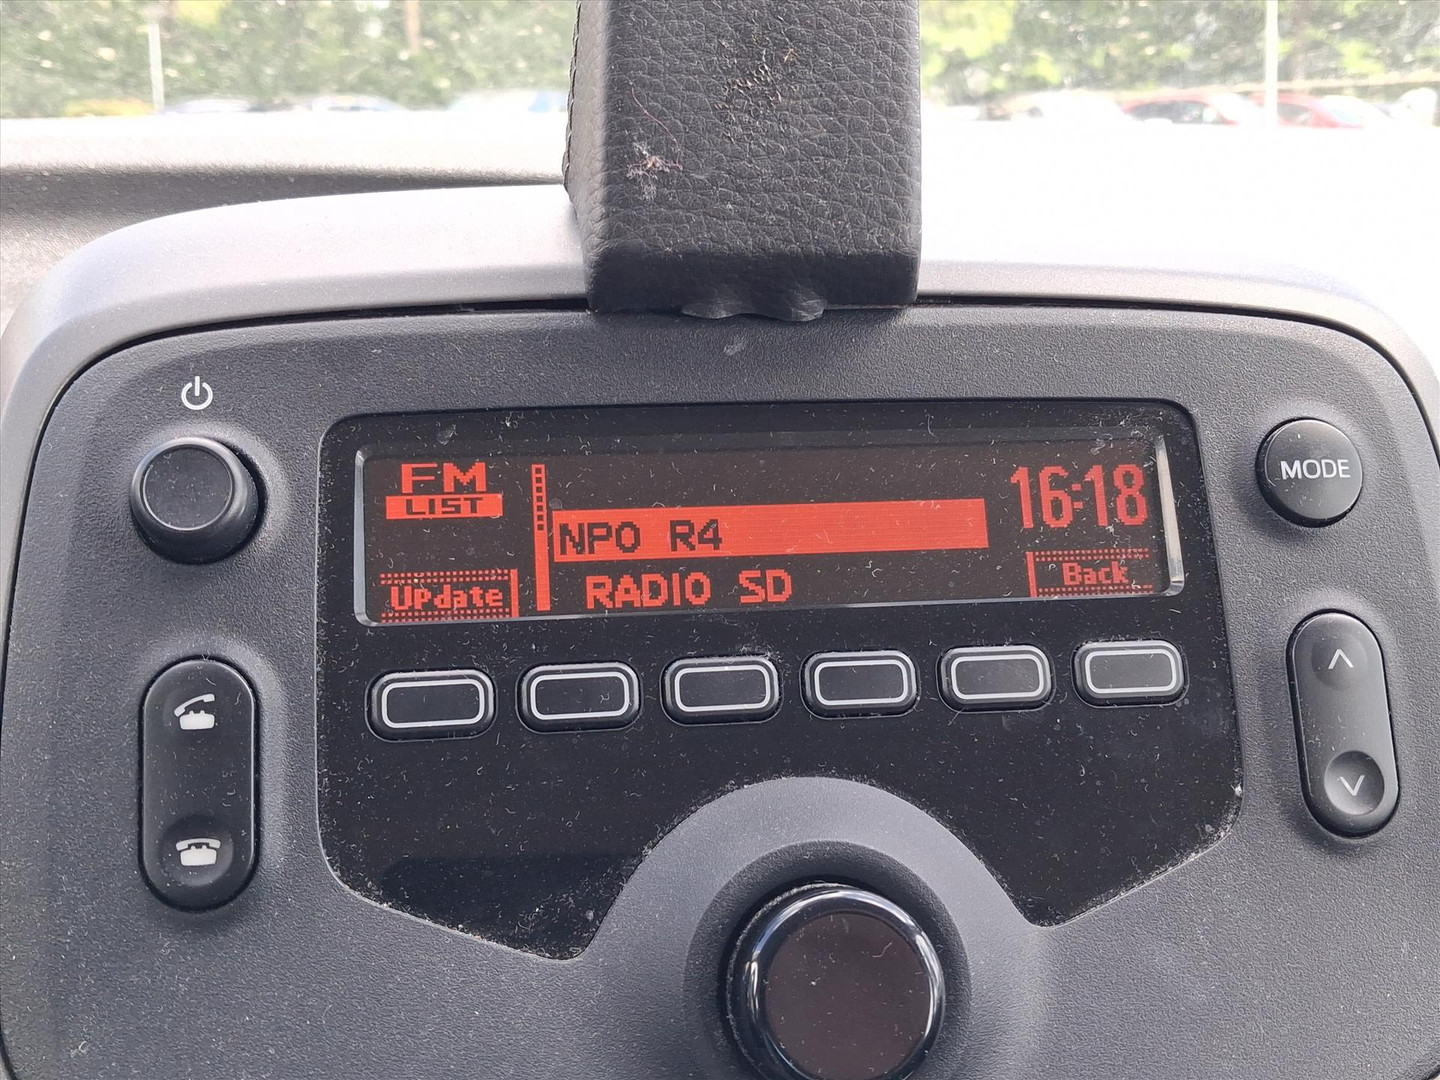 FM
LIST
NPO R4
RADIO SD
16:18
Update
Back
MODE